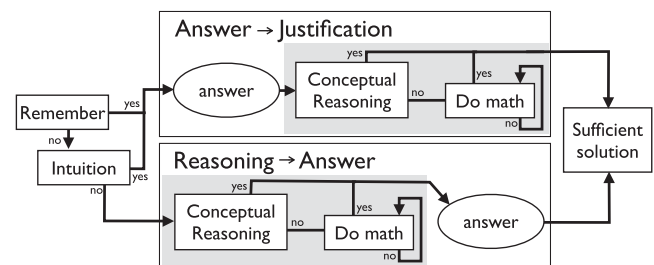 Answer → Justification
yes
Conceptual
Reasoning
answer
yes
no
Do math
no
Remember
yes
no
Intuition
yes
no
Sufficient
solution
Reasoning → Answer
yes
Conceptual
Reasoning
yes
no
Do math
no
answer